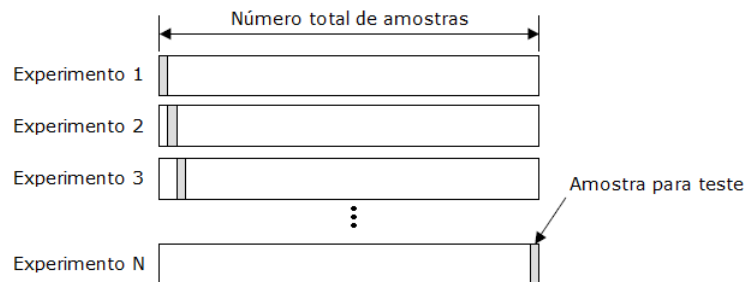 Número total de amostras
Experimento 1
Experimento 2
Experimento 3
Amostra para teste
Experimento N